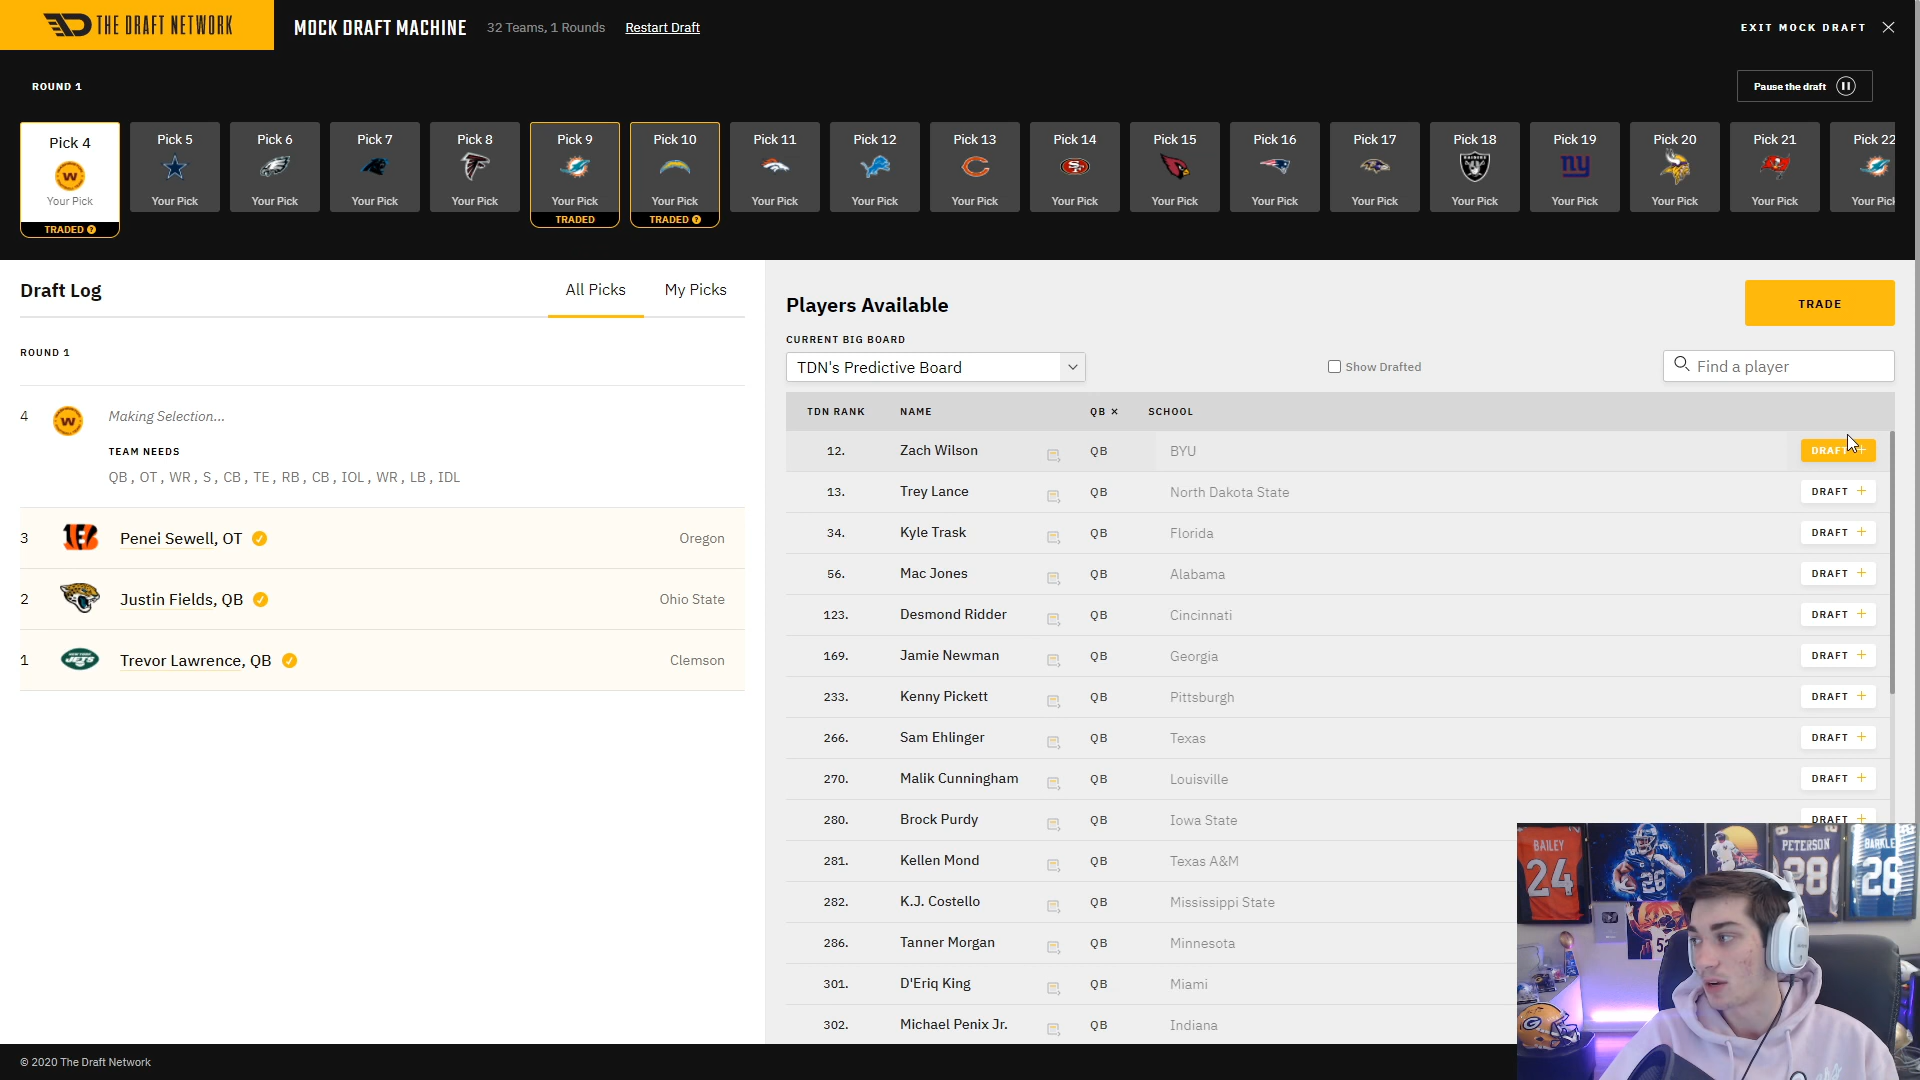 THE DRAFT NETWORK
MOCK DRAFT MACHINE
32 Teams, 1 Rounds
Restart Draft
EXIT MOCK DRAFT
ROUND 1
Pause the draft
Pick 4
W
Your Pick
TRADED ?
Pick 5
Your Pick
Pick 6
Your Pick
Pick 7
Your Pick
Pick 8
Your Pick
Pick 9
Your Pick
TRADED
Pick 10
Your Pick
TRADED ?
Pick 11
Your Pick
Pick 12
Your Pick
Pick 13
Your Pick
Pick 14
Your Pick
Pick 15
Your Pick
Pick 16
Your Pick
Pick 17
Your Pick
Pick 18
RAIDERS
Your Pick
Pick 19
ny
Your Pick
Pick 20
Your Pick
Pick 21
Your Pick
Pick 22
Your Pick
Draft Log
All Picks
My Picks
ROUND 1
4
W
Making Selection...
TEAM NEEDS
QB , OT , WR , S , CB , TE , RB , CB , IOL , WR , LB , IDL
3 Penei Sewell, OT Oregon
2 Justin Fields, QB Ohio State
1 JETS Trevor Lawrence, QB Clemson
Players Available
TRADE
CURRENT BIG BOARD
TDN's Predictive Board
Show Drafted
Find a player
TDN RANK NAME QB × SCHOOL
12. Zach Wilson QB BYU DRAFT +
13. Trey Lance QB North Dakota State DRAFT +
34. Kyle Trask QB Florida DRAFT +
56. Mac Jones QB Alabama DRAFT +
123. Desmond Ridder QB Cincinnati DRAFT +
169. Jamie Newman QB Georgia DRAFT +
233. Kenny Pickett QB Pittsburgh DRAFT +
266. Sam Ehlinger QB Texas DRAFT +
270. Malik Cunningham QB Louisville DRAFT +
280. Brock Purdy QB Iowa State DRAFT +
281. Kellen Mond QB Texas A&M
282. K.J. Costello QB Mississippi State
286. Tanner Morgan QB Minnesota
301. D'Eriq King QB Miami
302. Michael Penix Jr. QB Indiana
BAILEY
24
26
PETERSON
28
BARKLEY
26
G
© 2020 The Draft Network